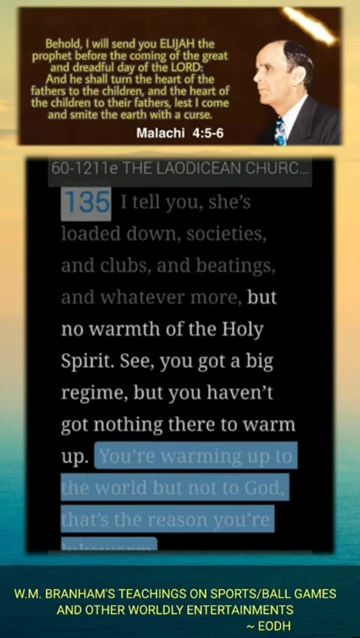 Behold, I will send you ELIJAH the
prophet before the coming of the great
and dreadful day of the LORD:
And he shall turn the heart of the
fathers to the children, and the heart of
the children to their fathers, lest I come
and smite the earth with a curse.
Malachi 4:5-6
60-1211e THE LAODICEAN CHURC...
135 I tell you, she's
loaded down, societies,
and clubs, and beatings,
and whatever more, but
no warmth of the Holy
Spirit. See, you got a big
regime, but you haven't
got nothing there to warm
up. You're warming up to
the world but not to God,
that's the reason you're
lukewarm.
W.M. BRANHAM'S TEACHINGS ON SPORTS/BALL GAMES
AND OTHER WORLDLY ENTERTAINMENTS
~ EODH